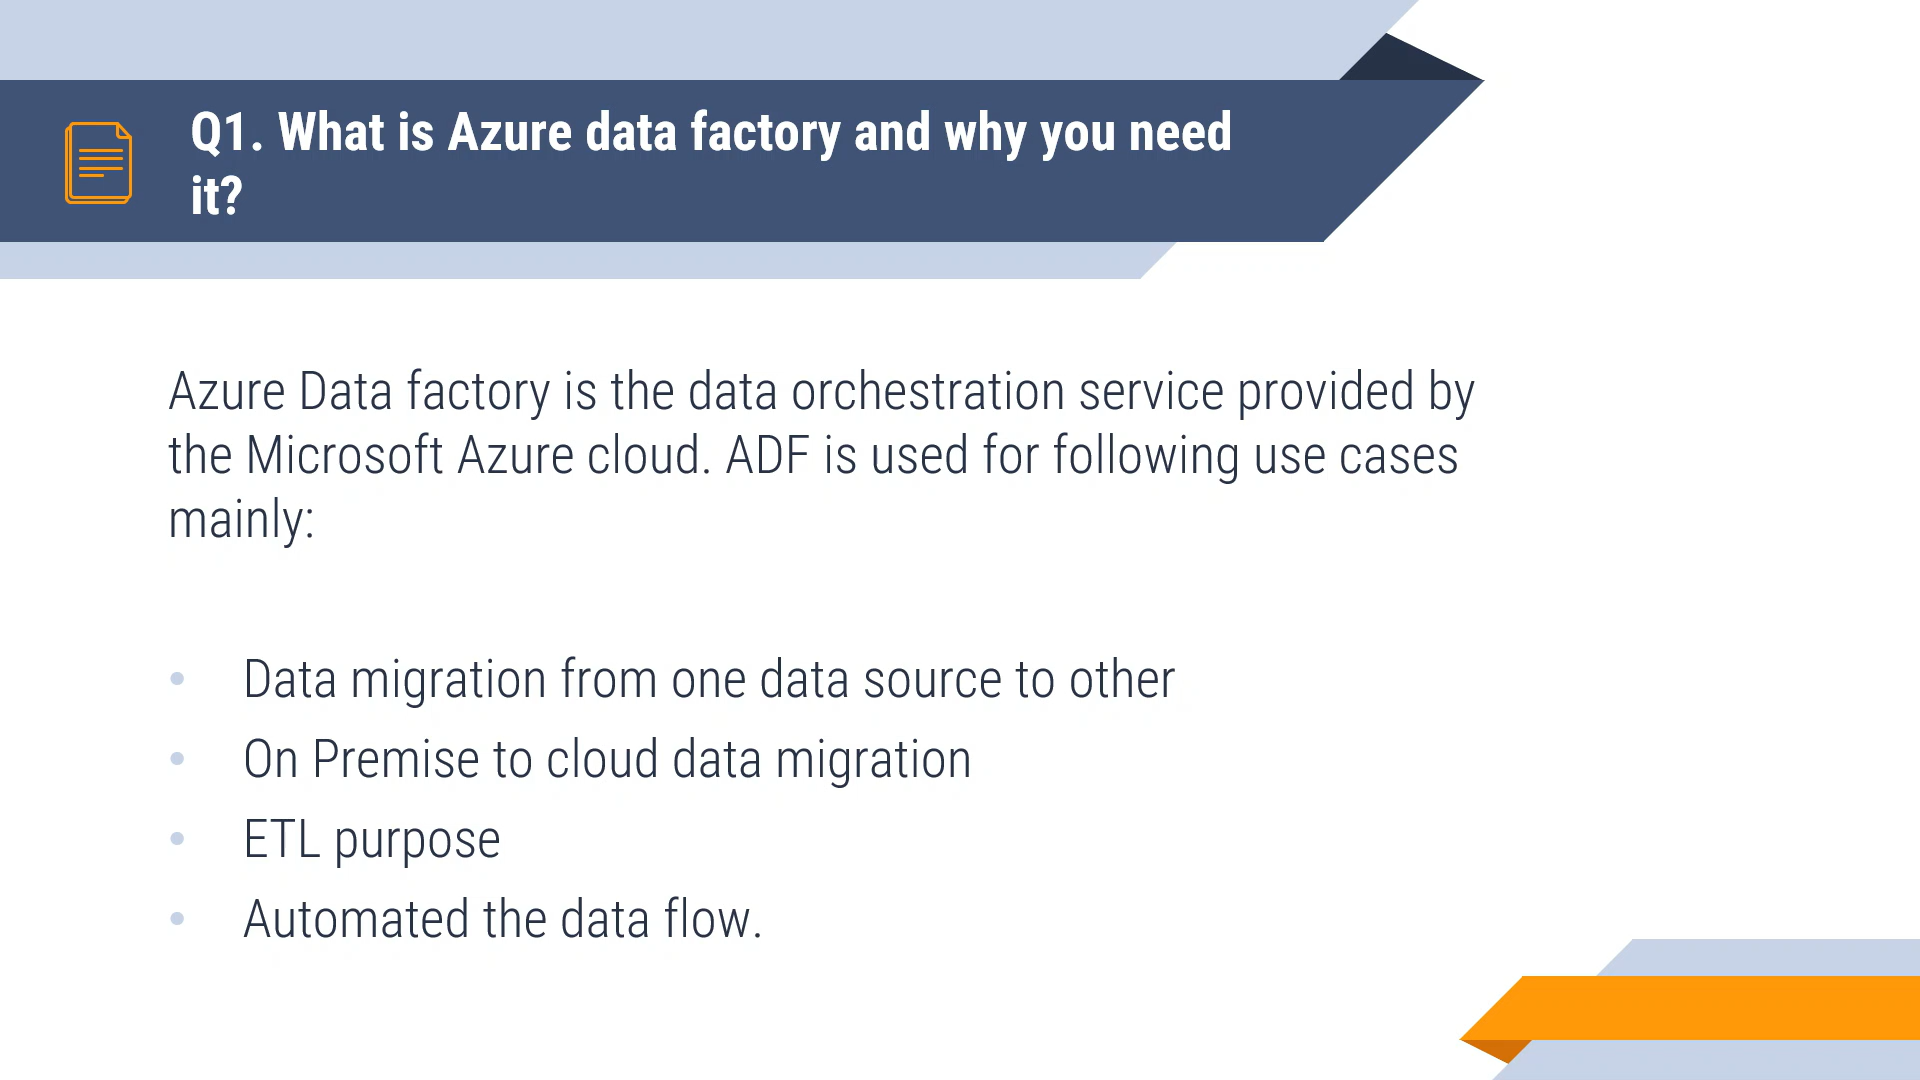 Q1. What is Azure data factory and why you need
it?
Azure Data factory is the data orchestration service provided by
the Microsoft Azure cloud. ADF is used for following use cases
mainly:
• Data migration from one data source to other
• On Premise to cloud data migration
• ETL purpose
• Automated the data flow.